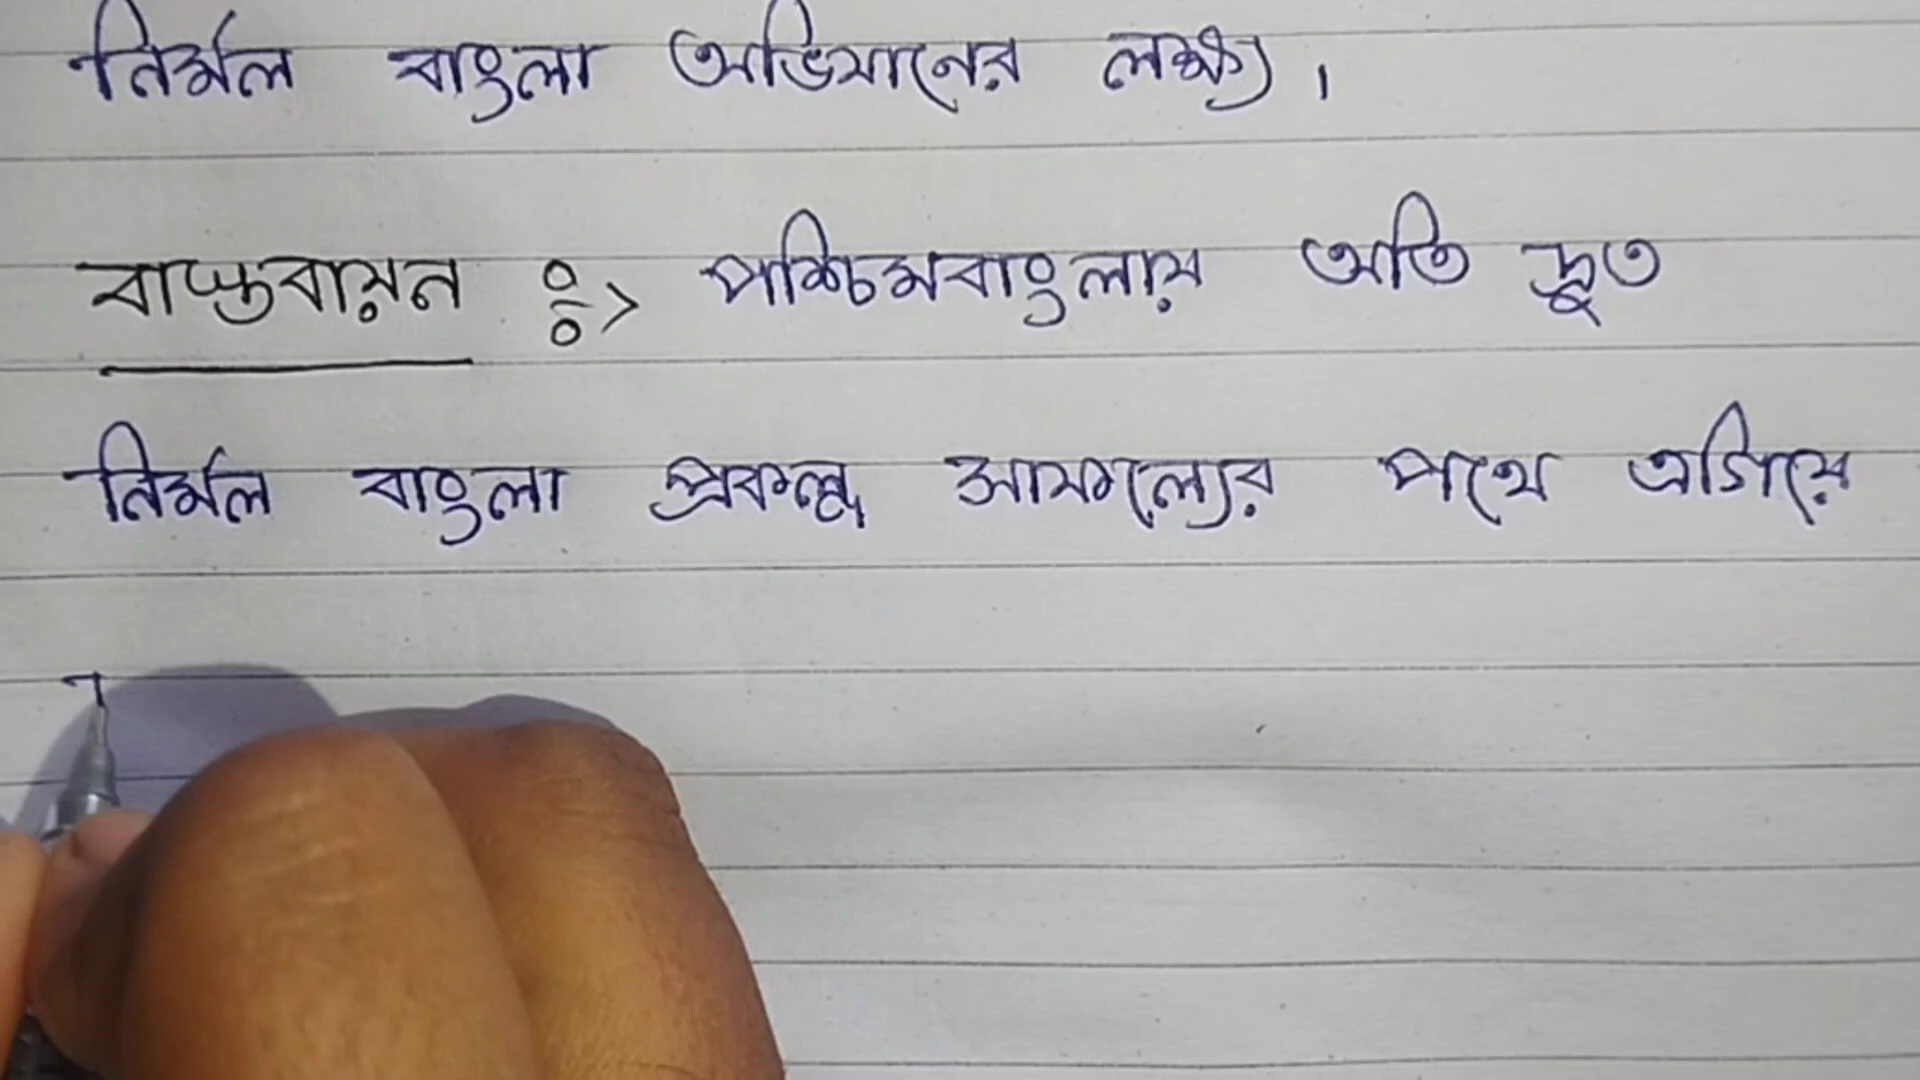 নির্মল বাংলা অভিযানের লক্ষ্য।
বাস্তবায়ন ঃ> পশ্চিমবাংলায় অতি দ্রুত
নির্মল বাংলা প্রকল্প সাফল্যের পথে এগিয়ে